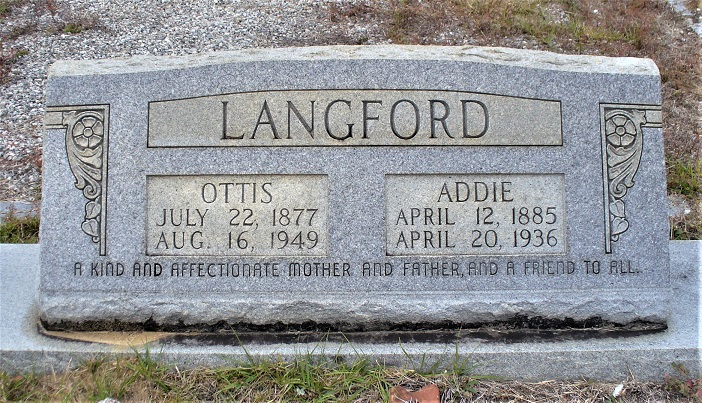 LANGFORD
OTTIS
JULY 22, 1877
AUG. 16, 1949
ADDIE
APRIL 12, 1885
APRIL 20, 1936
A KIND AND AFFECTIONATE MOTHER AND FATHER, AND A FRIEND TO ALL.